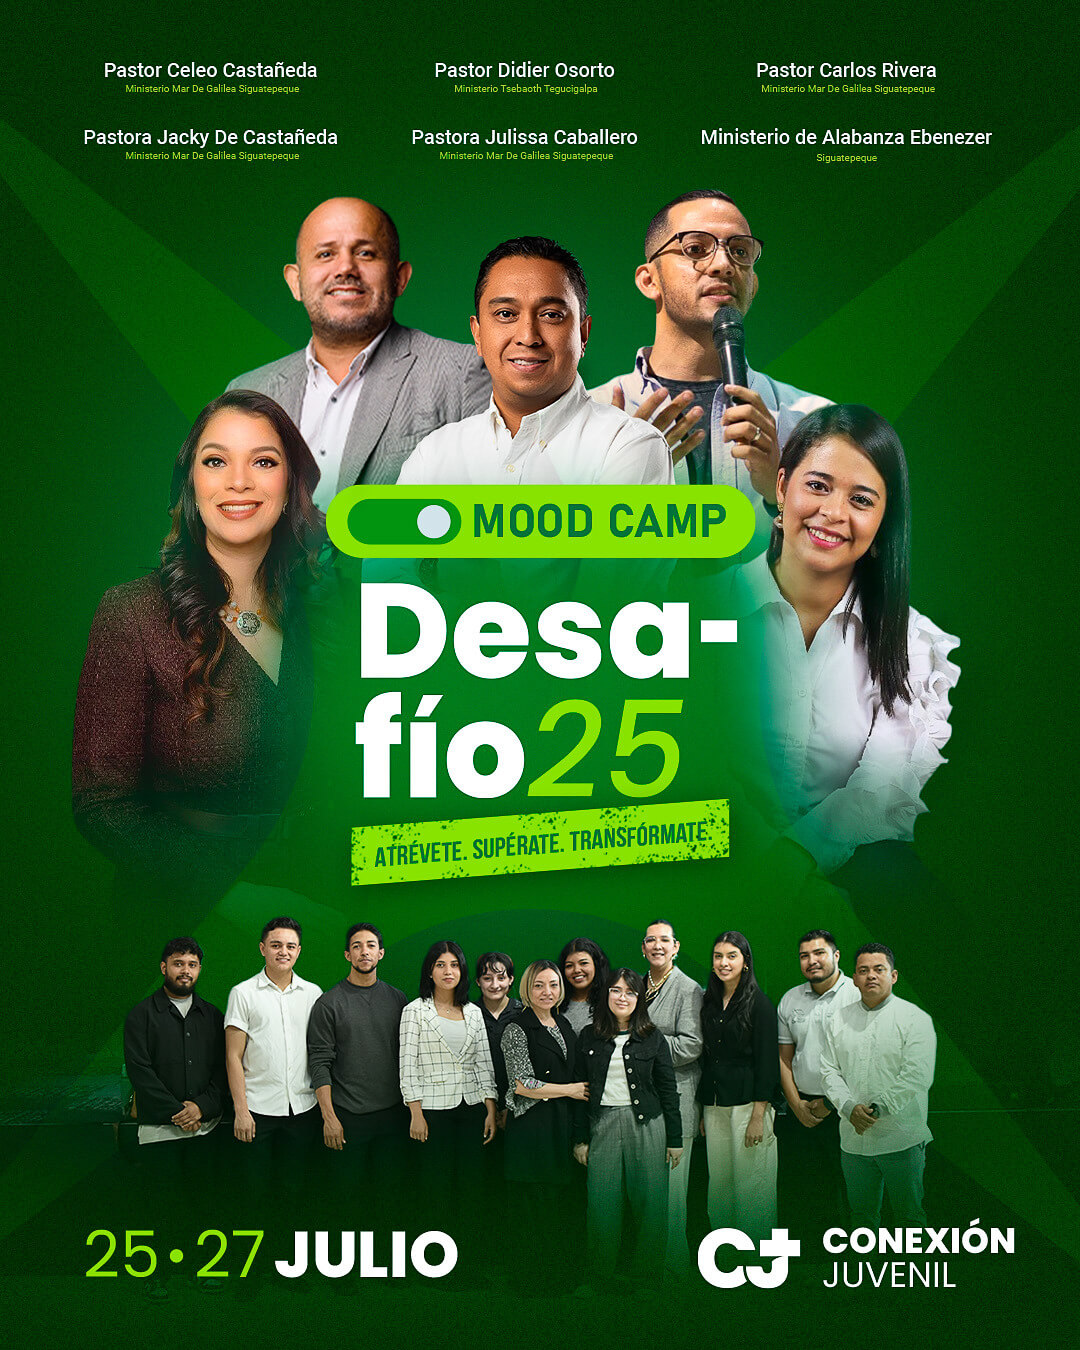 Pastor Celeo Castañeda
Ministerio Mar De Galilea Siguatepeque
Pastor Didier Osorto
Ministerio Tsebaoth Tegucigalpa
Pastor Carlos Rivera
Ministerio Mar De Galilea Siguatepeque
Pastora Jacky De Castañeda
Ministerio Mar De Galilea Siguatepeque
Pastora Julissa Caballero
Ministerio Mar De Galilea Siguatepeque
Ministerio de Alabanza Ebenezer
Siguatepeque
MOOD CAMP
Desa-
fío25
ATRÉVETE. SUPÉRATE. TRANSFÓRMATE.
25•27 JULIO
CJ
CONEXIÓN
JUVENIL